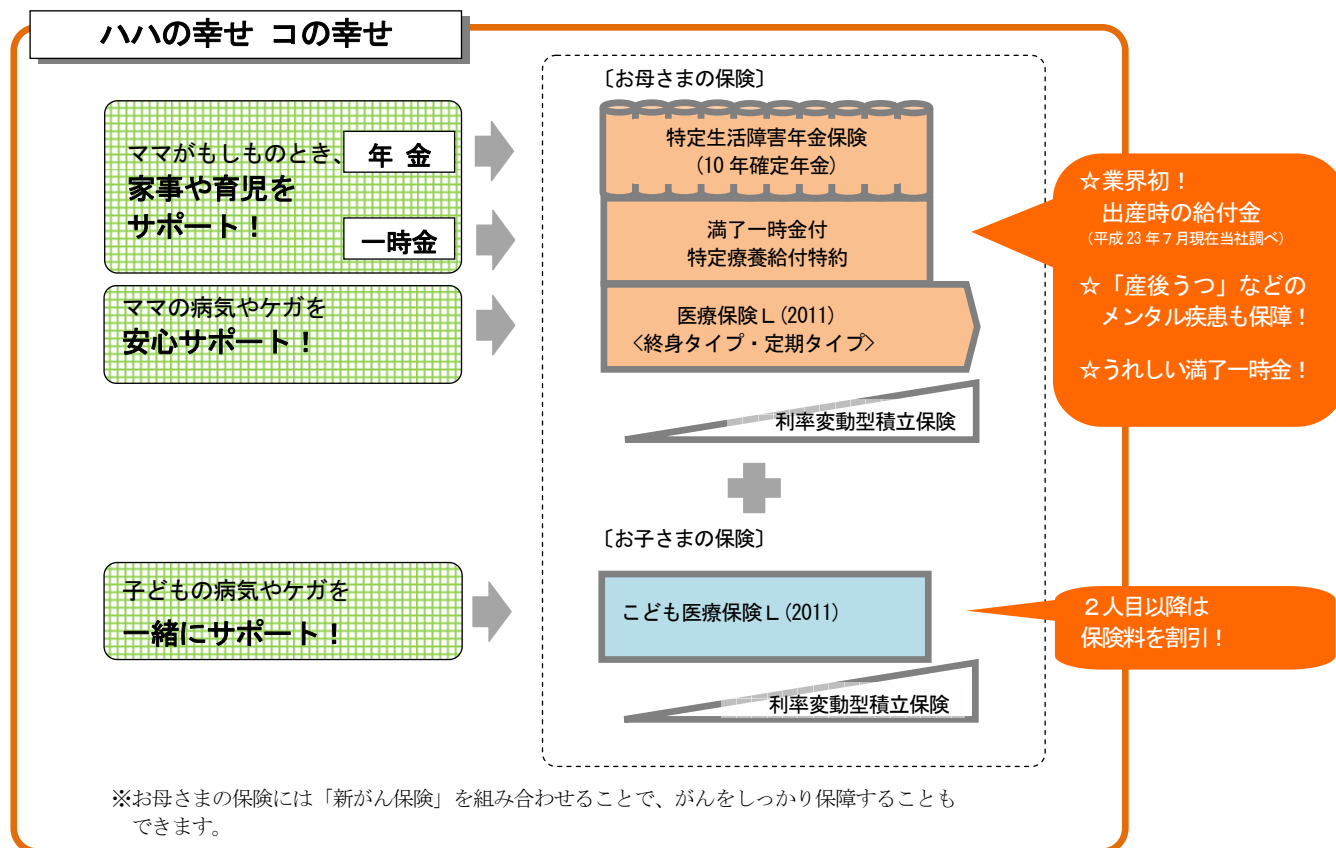 ハハの幸せ コの幸せ
ママがもしものとき、
家事や育児を
サポート！
年 金
一時金
ママの病気やケガを
安心サポート！
〔お母さまの保険〕
特定生活障害年金保険
(10 年確定年金)
満了一時金付
特定療養給付特約
医療保険Ｌ(2011)
<終身タイプ・定期タイプ>
利率変動型積立保険
☆業界初！
出産時の給付金
（平成 23 年７月現在当社調べ）
☆「産後うつ」などの
メンタル疾患も保障！
☆うれしい満了一時金！
子どもの病気やケガを
一緒にサポート！
〔お子さまの保険〕
こども医療保険Ｌ(2011)
利率変動型積立保険
２人目以降は
保険料を割引！
※お母さまの保険には「新がん保険」を組み合わせることで、がんをしっかり保障することも
できます。